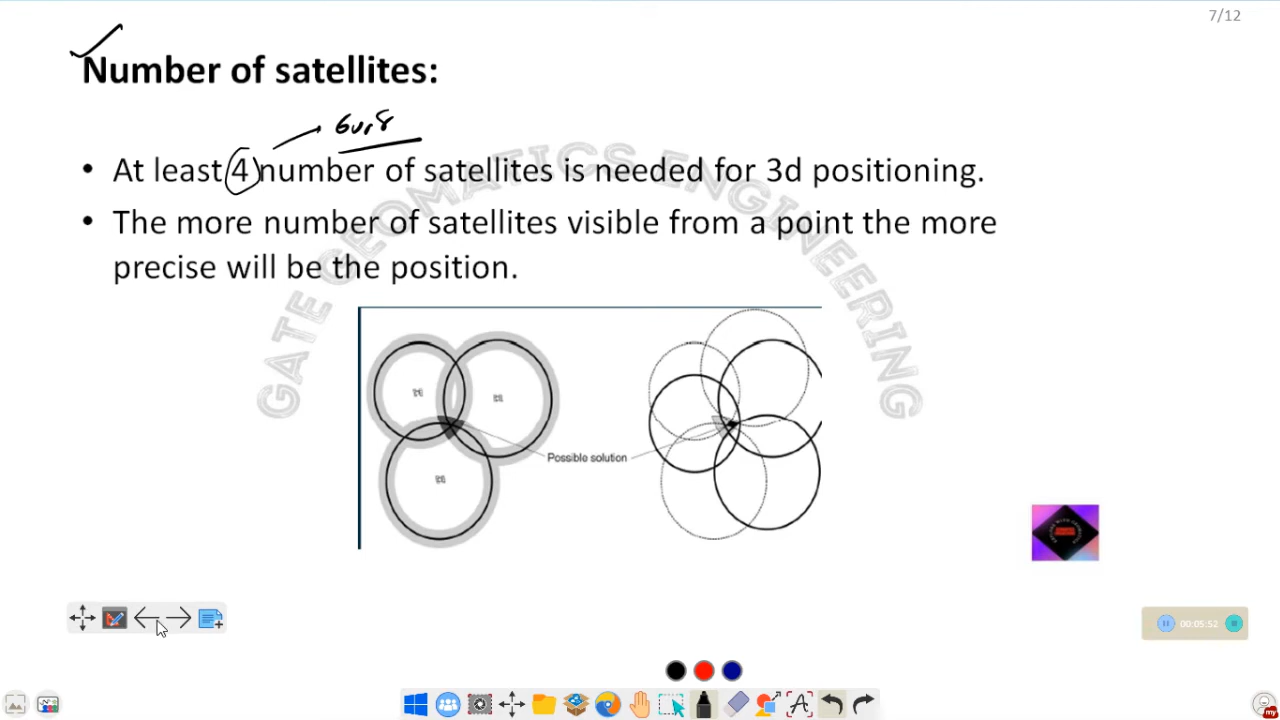 7/12
Number of satellites:
6 or 8
• At least 4 number of satellites is needed for 3d positioning.
• The more number of satellites visible from a point the more
precise will be the position.
GATE GEOMATICS ENGINEERING
Possible solution
00:05:52